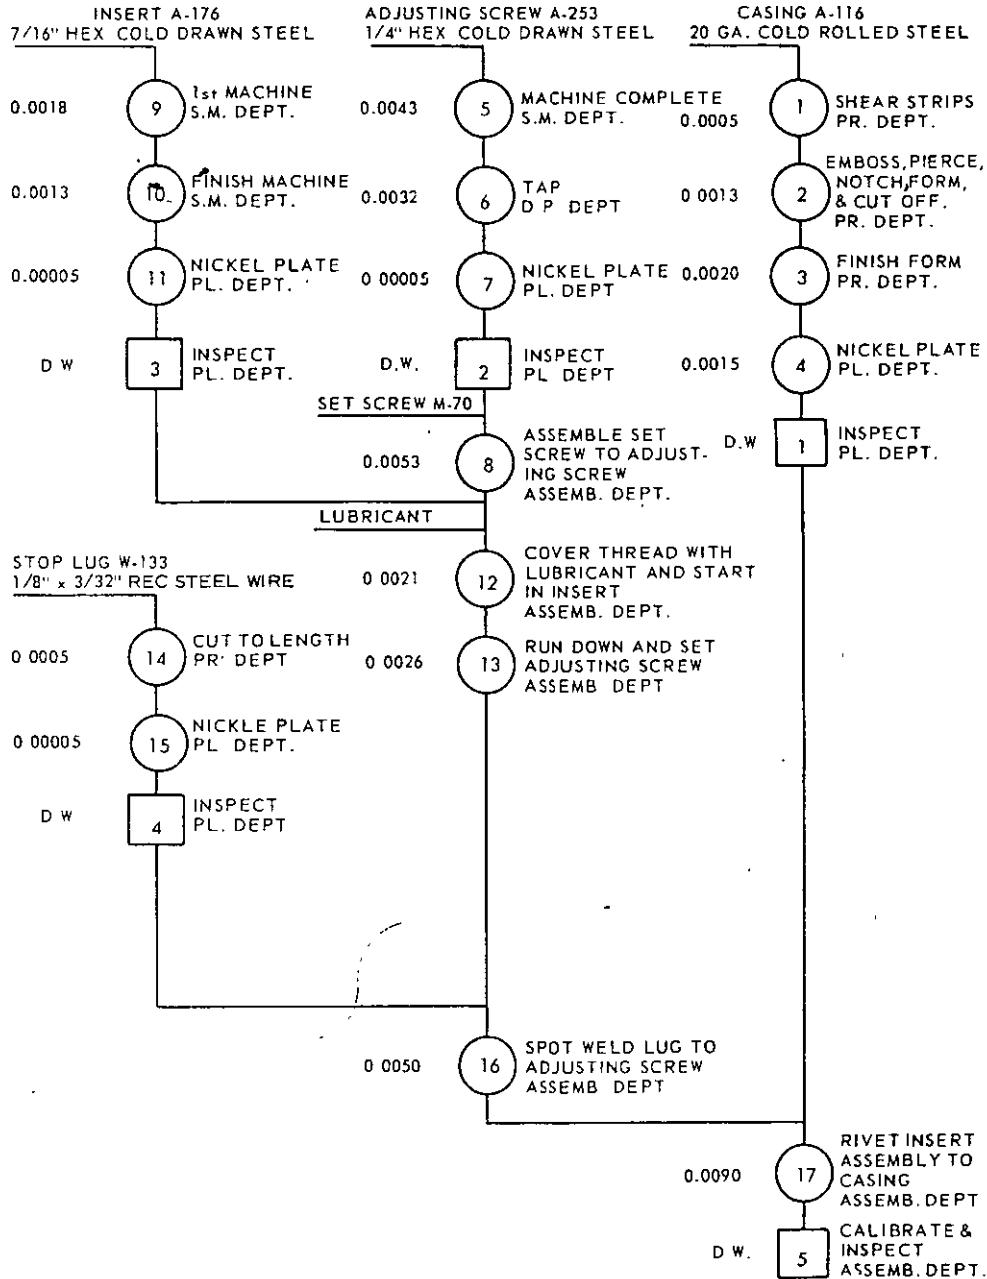 INSERT A-176
7/16" HEX COLD DRAWN STEEL
0.0018
9
1st MACHINE
S.M. DEPT.
0.0013
10
FINISH MACHINE
S.M. DEPT.
0.00005
11
NICKEL PLATE
PL. DEPT.
D W
3
INSPECT
PL. DEPT.
ADJUSTING SCREW A-253
1/4" HEX COLD DRAWN STEEL
0.0043
5
MACHINE COMPLETE
S.M. DEPT.
0.0032
6
TAP
D P DEPT
0 00005
7
NICKEL PLATE
PL. DEPT
D.W.
2
INSPECT
PL DEPT
SET SCREW M-70
0.0053
8
ASSEMBLE SET
SCREW TO ADJUST-
ING SCREW
ASSEMB. DEPT.
LUBRICANT
0 0021
12
COVER THREAD WITH
LUBRICANT AND START
IN INSERT
ASSEMB. DEPT.
0 0026
13
RUN DOWN AND SET
ADJUSTING SCREW
ASSEMB DEPT
STOP LUG W-133
1/8" x 3/32" REC STEEL WIRE
0 0005
14
CUT TO LENGTH
PR' DEPT
0 00005
15
NICKLE PLATE
PL DEPT.
D W
4
INSPECT
PL. DEPT
0 0050
16
SPOT WELD LUG TO
ADJUSTING SCREW
ASSEMB DEPT
CASING A-116
20 GA. COLD ROLLED STEEL
0.0005
1
SHEAR STRIPS
PR. DEPT.
0 0013
2
EMBOSS, PIERCE,
NOTCH, FORM,
& CUT OFF.
PR. DEPT.
0.0020
3
FINISH FORM
PR. DEPT.
0.0015
4
NICKEL PLATE
PL. DEPT.
D.W
1
INSPECT
PL. DEPT.
0.0090
17
RIVET INSERT
ASSEMBLY TO
CASING
ASSEMB. DEPT
D W.
5
CALIBRATE &
INSPECT
ASSEMB. DEPT.